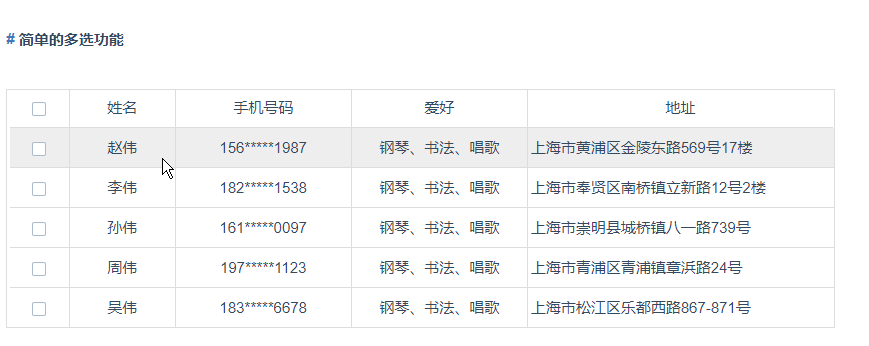 # 简单的多选功能
姓名 手机号码 爱好 地址
赵伟 156*****1987 钢琴、书法、唱歌 上海市黄浦区金陵东路569号17楼
李伟 182*****1538 钢琴、书法、唱歌 上海市奉贤区南桥镇立新路12号2楼
孙伟 161*****0097 钢琴、书法、唱歌 上海市崇明县城桥镇八一路739号
周伟 197*****1123 钢琴、书法、唱歌 上海市青浦区青浦镇章浜路24号
吴伟 183*****6678 钢琴、书法、唱歌 上海市松江区乐都西路867-871号